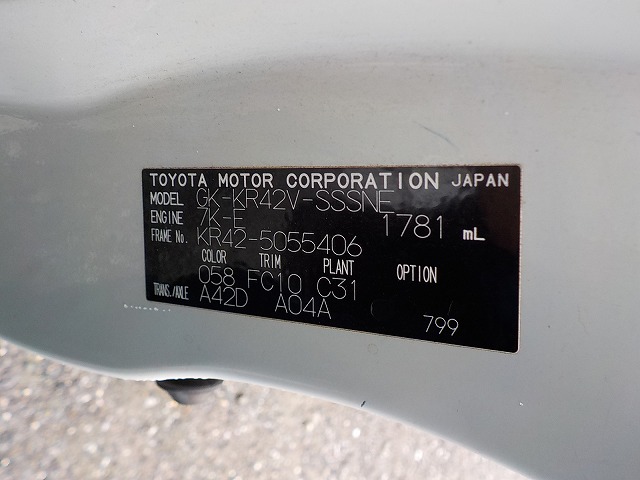 TOYOTA MOTOR CORPORATION JAPAN
MODEL GK-KR42V-SSSNE
ENGINE 7K-E 1781 mL
FRAME No. KR42-5055406
COLOR TRIM PLANT OPTION
058 FC10 C31
TRANS./AXLE A42D A04A
799